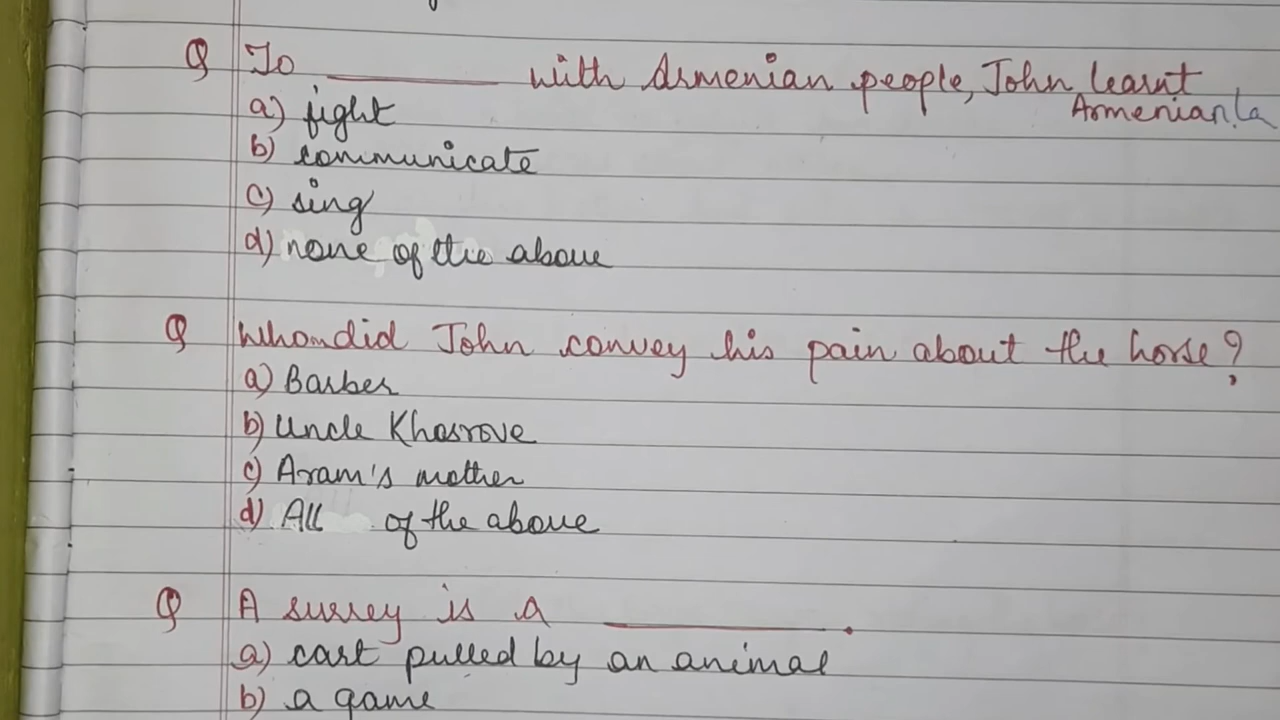 Q To ________ with Armenian people, John learnt
Armenian la
a) fight
b) communicate
c) sing
d) none of the above
Q Whom did John convey his pain about the horse?
a) Barber
b) Uncle Khosrove
c) Aram's mother
d) All of the above
Q A surrey is a ________.
a) cart pulled by an animal
b) a game